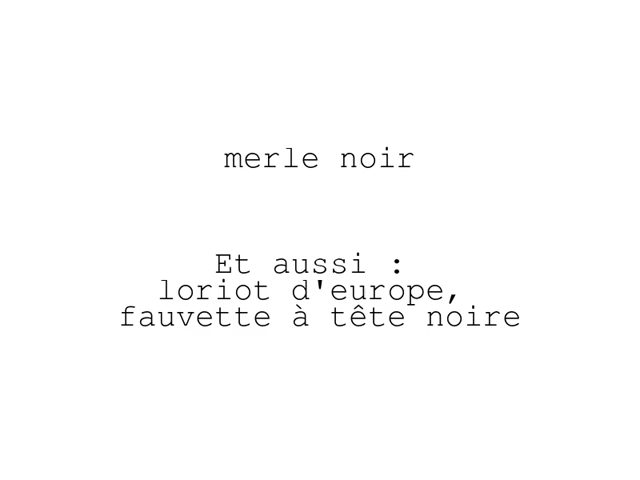 merle noir
Et aussi :
loriot d'europe,
fauvette à tête noire